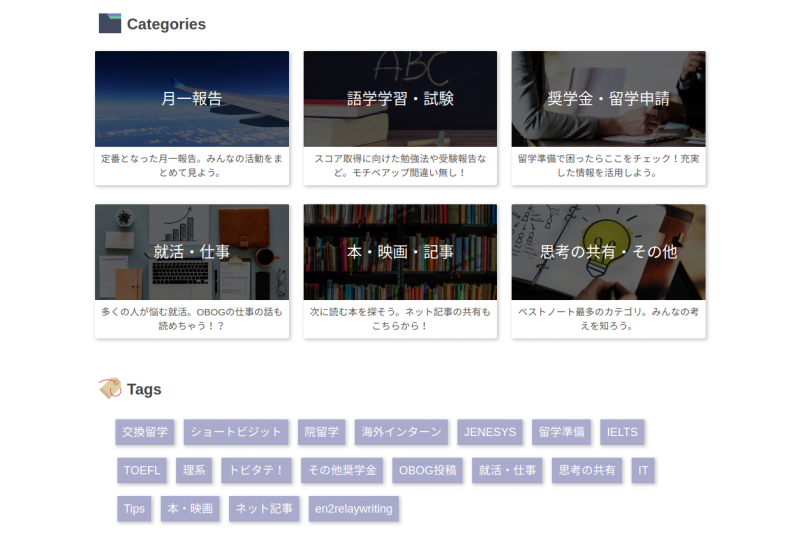 Categories
ABC
月一報告
語学学習・試験
奨学金・留学申請
定番となった月一報告。みんなの活動をま
とめて見よう。
スコア取得に向けた勉強法や受験報告な
ど。モチベアップ間違い無し！
留学準備で困ったらここをチェック！充実
した情報を活用しよう。
就活・仕事
本・映画・記事
思考の共有・その他
多くの人が悩む就活。OBOGの仕事の話も
読めちゃう！？
次に読む本を探そう。ネット記事の共有も
こちらから！
ベストノート最多のカテゴリ。みんなの考
えを知ろう。
Tags
交換留学 ショートビジット 院留学 海外インターン JENESYS 留学準備 IELTS
TOEFL 理系 トビタテ！ その他奨学金 OBOG投稿 就活・仕事 思考の共有 IT
Tips 本・映画 ネット記事 en2relaywriting